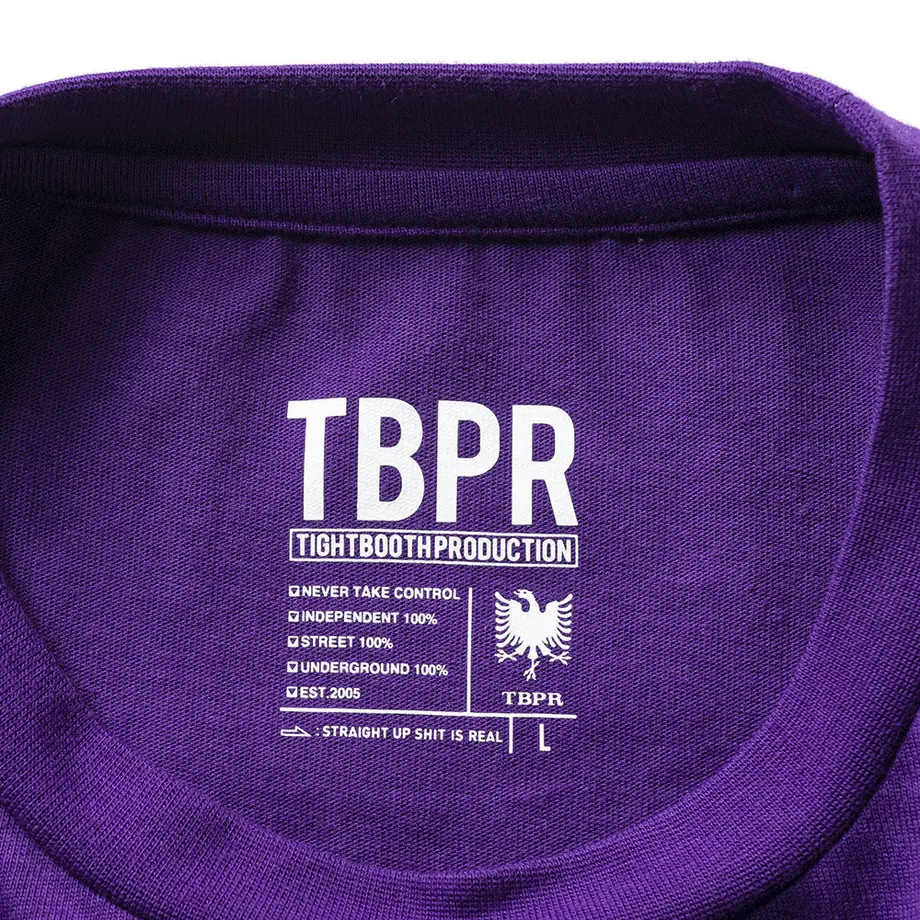 TBPR
TIGHTBOOTHPRODUCTION
NEVER TAKE CONTROL
INDEPENDENT 100%
STREET 100%
UNDERGROUND 100%
EST.2005
TBPR
: STRAIGHT UP SHIT IS REAL
L